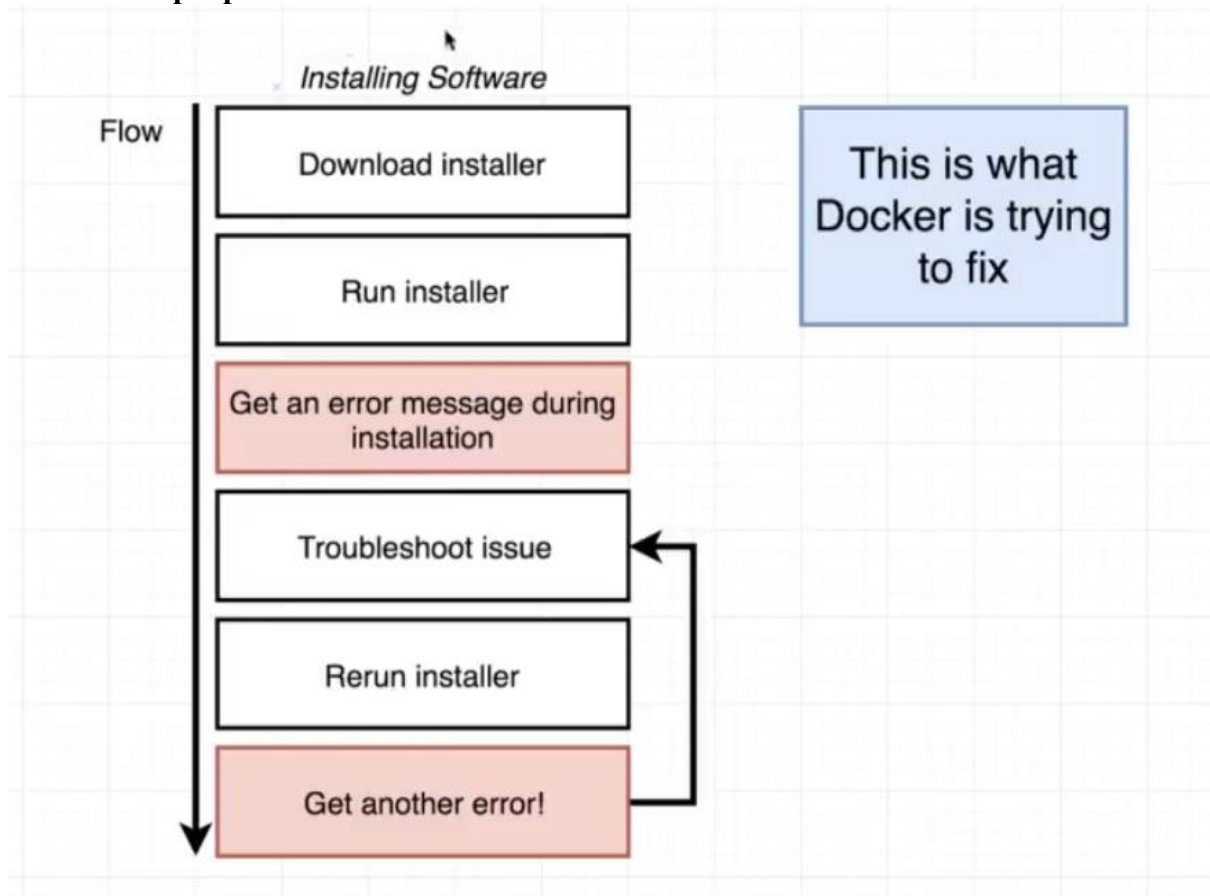 Installing Software
Flow
Download installer
Run installer
Get an error message during
installation
Troubleshoot issue
Rerun installer
Get another error!
This is what
Docker is trying
to fix